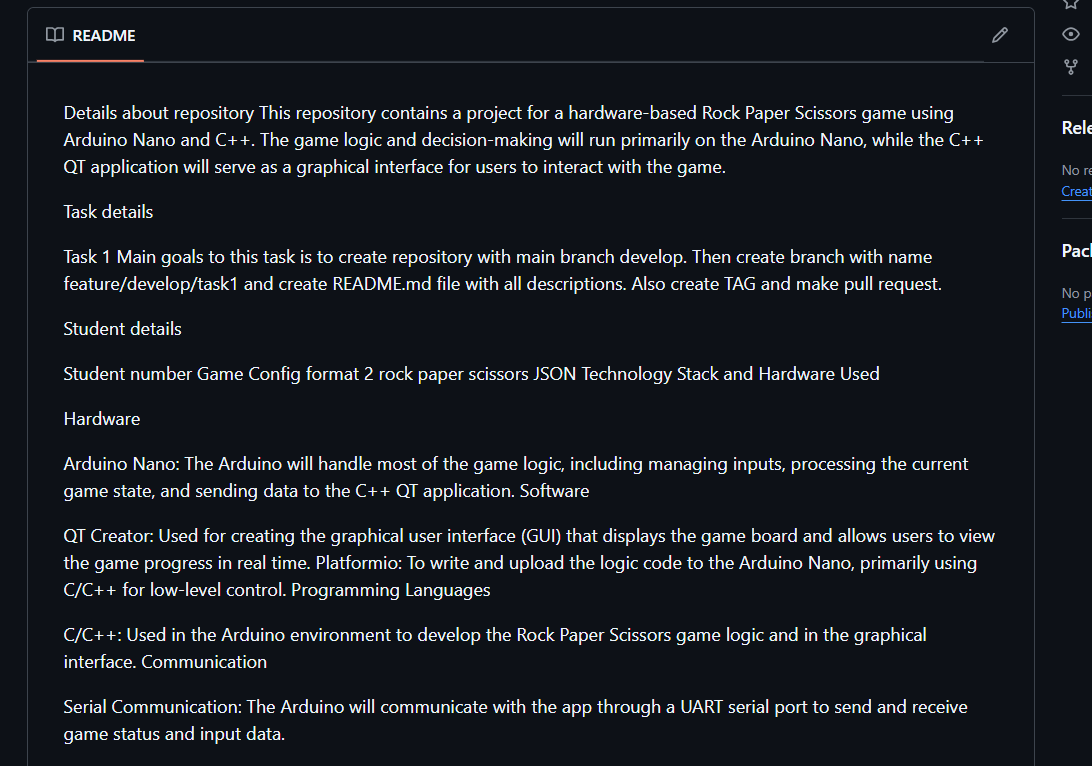 README
Details about repository This repository contains a project for a hardware-based Rock Paper Scissors game using
Arduino Nano and C++. The game logic and decision-making will run primarily on the Arduino Nano, while the C++
QT application will serve as a graphical interface for users to interact with the game.
Task details
Task 1 Main goals to this task is to create repository with main branch develop. Then create branch with name
feature/develop/task1 and create README.md file with all descriptions. Also create TAG and make pull request.
Student details
Student number Game Config format 2 rock paper scissors JSON Technology Stack and Hardware Used
Hardware
Arduino Nano: The Arduino will handle most of the game logic, including managing inputs, processing the current
game state, and sending data to the C++ QT application. Software
QT Creator: Used for creating the graphical user interface (GUI) that displays the game board and allows users to view
the game progress in real time. Platformio: To write and upload the logic code to the Arduino Nano, primarily using
C/C++ for low-level control. Programming Languages
C/C++: Used in the Arduino environment to develop the Rock Paper Scissors game logic and in the graphical
interface. Communication
Serial Communication: The Arduino will communicate with the app through a UART serial port to send and receive
game status and input data.
Rele
No re
Creat
Pacl
No p
Publi